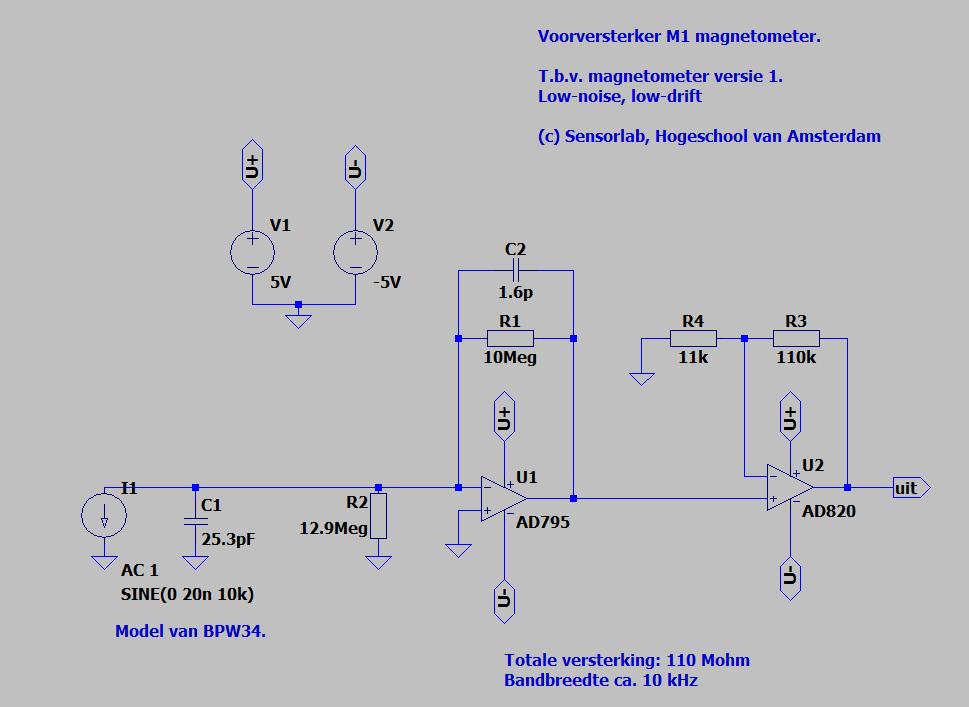 Voorversterker M1 magnetometer.
T.b.v. magnetometer versie 1.
Low-noise, low-drift
(c) Sensorlab, Hogeschool van Amsterdam
U+
U-
V1
V2
5V
-5V
C2
1.6p
R1
10Meg
R4
R3
11k
110k
U+
U+
U1
U2
AD795
AD820
uit
U-
U-
I1
C1
25.3pF
R2
12.9Meg
AC 1
SINE(0 20n 10k)
Model van BPW34.
Totale versterking: 110 Mohm
Bandbreedte ca. 10 kHz